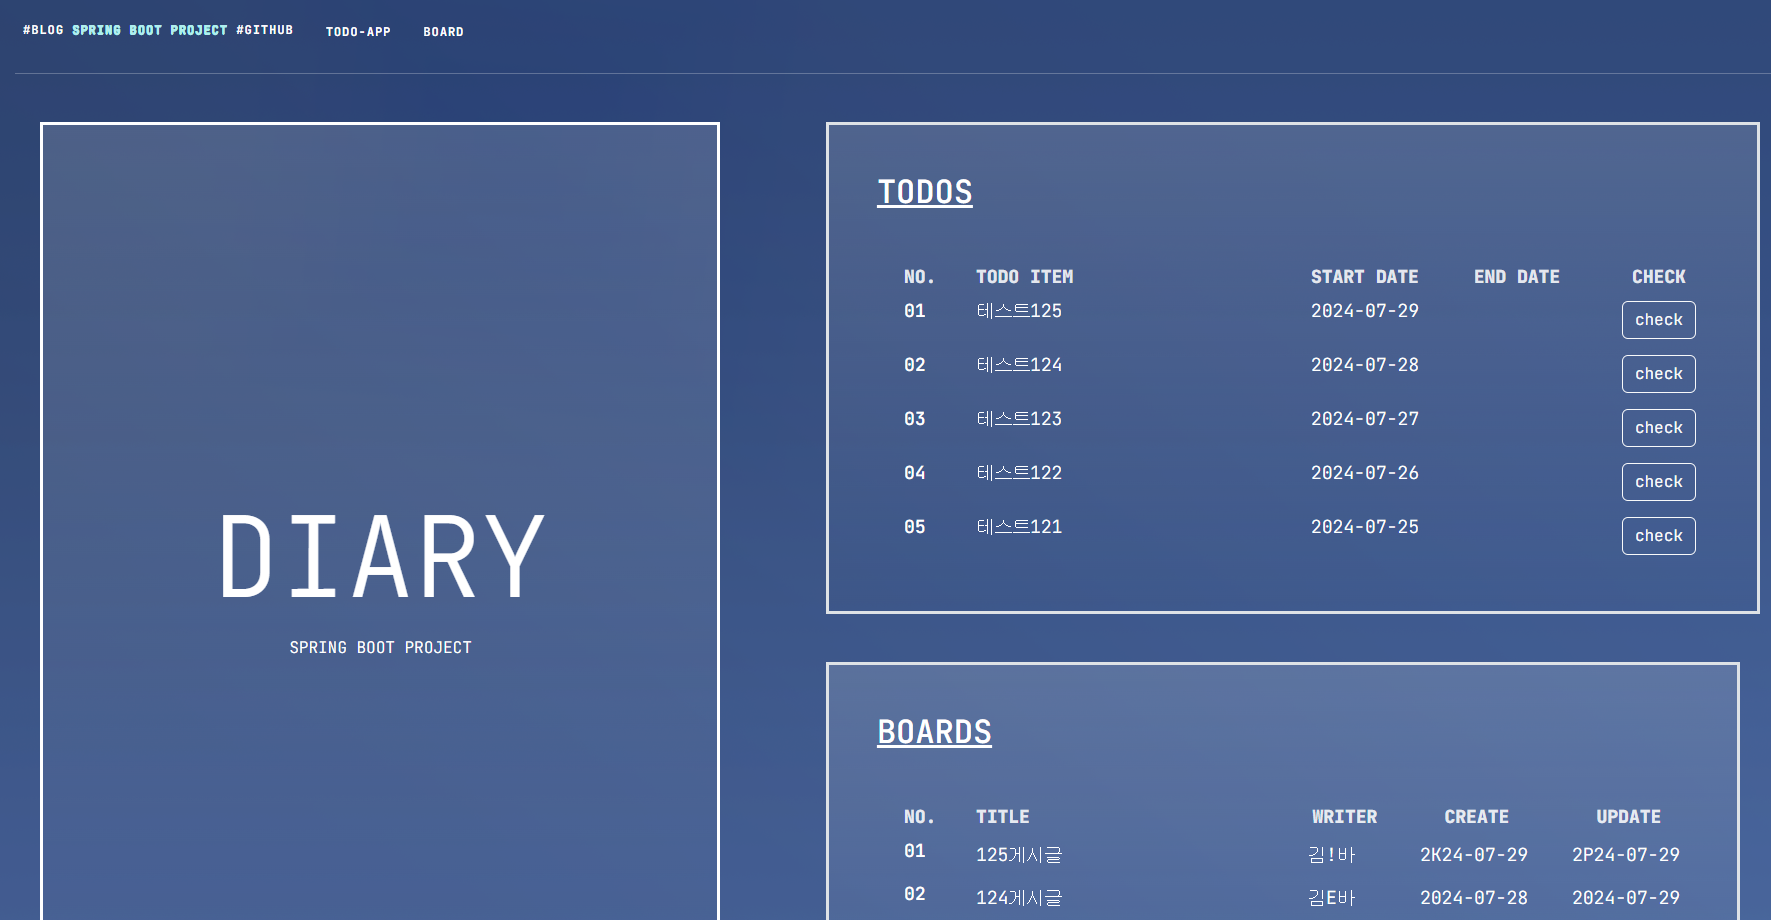 #BLOG SPRING BOOT PROJECT #GITHUB TODO-APP BOARD
DIARY
SPRING BOOT PROJECT
TODOS
NO. TODO ITEM START DATE END DATE CHECK
01 테스트125 2024-07-29 check
02 테스트124 2024-07-28 check
03 테스트123 2024-07-27 check
04 테스트122 2024-07-26 check
05 테스트121 2024-07-25 check
BOARDS
NO. TITLE WRITER CREATE UPDATE
01 125게시글 김!바 2K24-07-29 2P24-07-29
02 124게시글 김E바 2024-07-28 2024-07-29